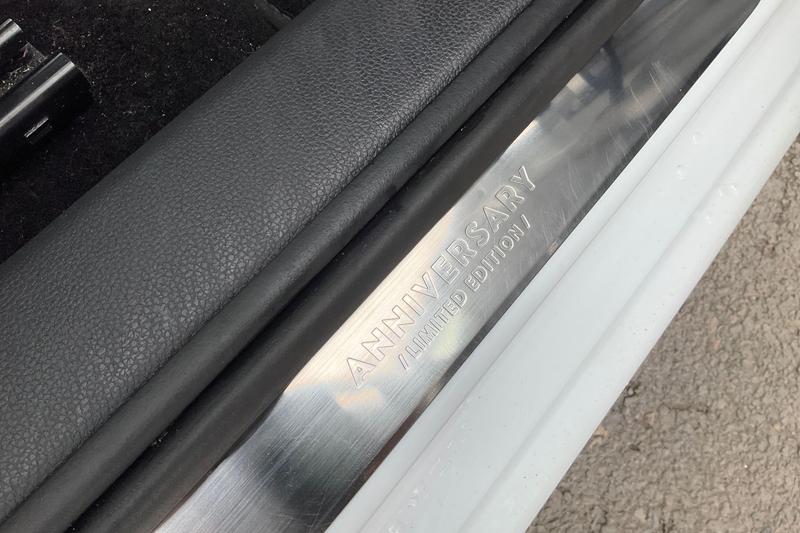 ANNIVERSARY
/ LIMITED EDITION /